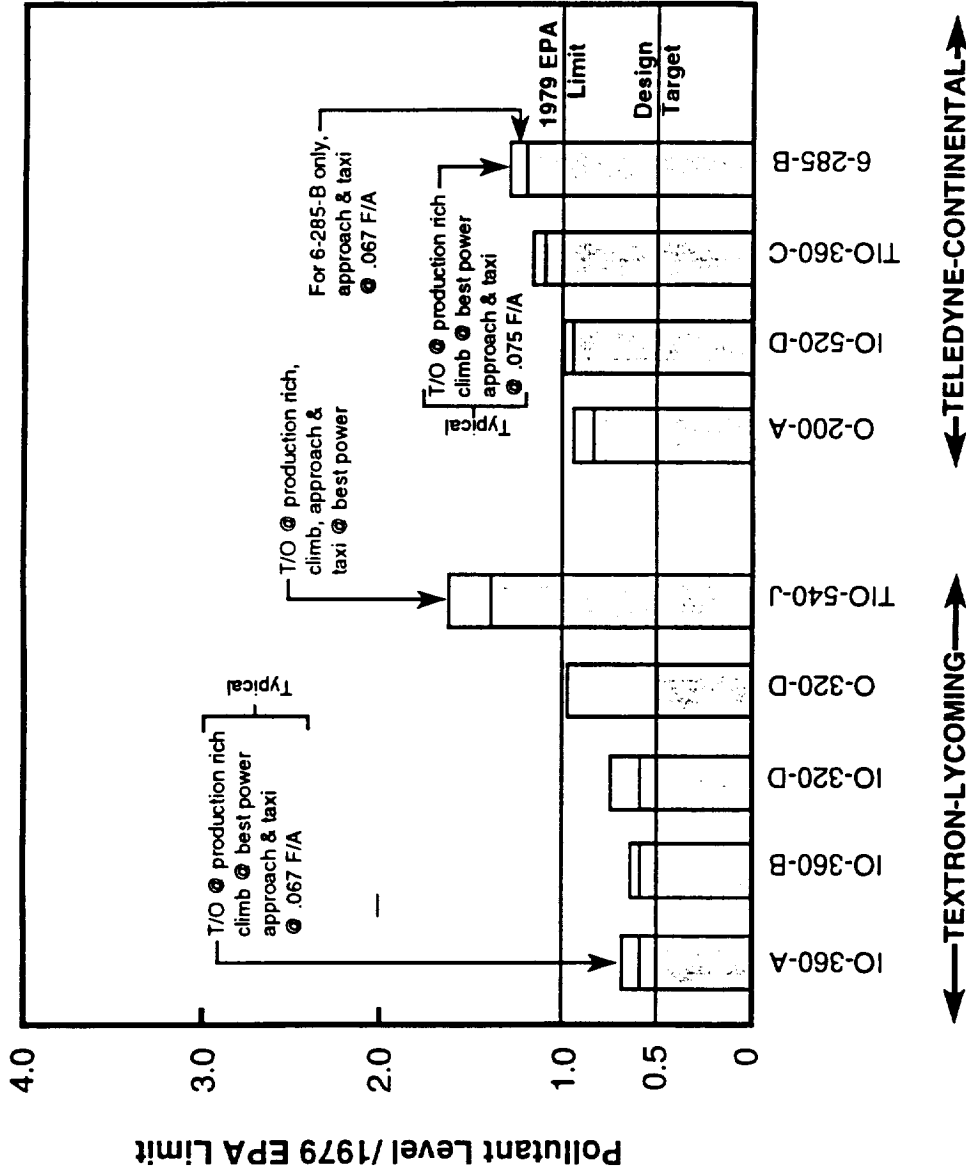 4.0
3.0
2.0
1.0
0.5
0
Pollutant Level/1979 EPA Limit
T/O @ production rich
climb @ best power
approach & taxi
@ .067 F/A
Typical
T/O @ production rich,
climb, approach &
taxi @ best power
For 6-285-B only,
approach & taxi
@ .067 F/A
T/O @ production rich
climb @ best power
approach & taxi
@ .075 F/A
Typical
1979 EPA
Limit
Design
Target
IO-360-A
IO-360-B
IO-320-D
O-320-D
TIO-540-J
O-200-A
IO-520-D
TIO-360-C
6-285-B
TEXTRON-LYCOMING
TELEDYNE-CONTINENTAL